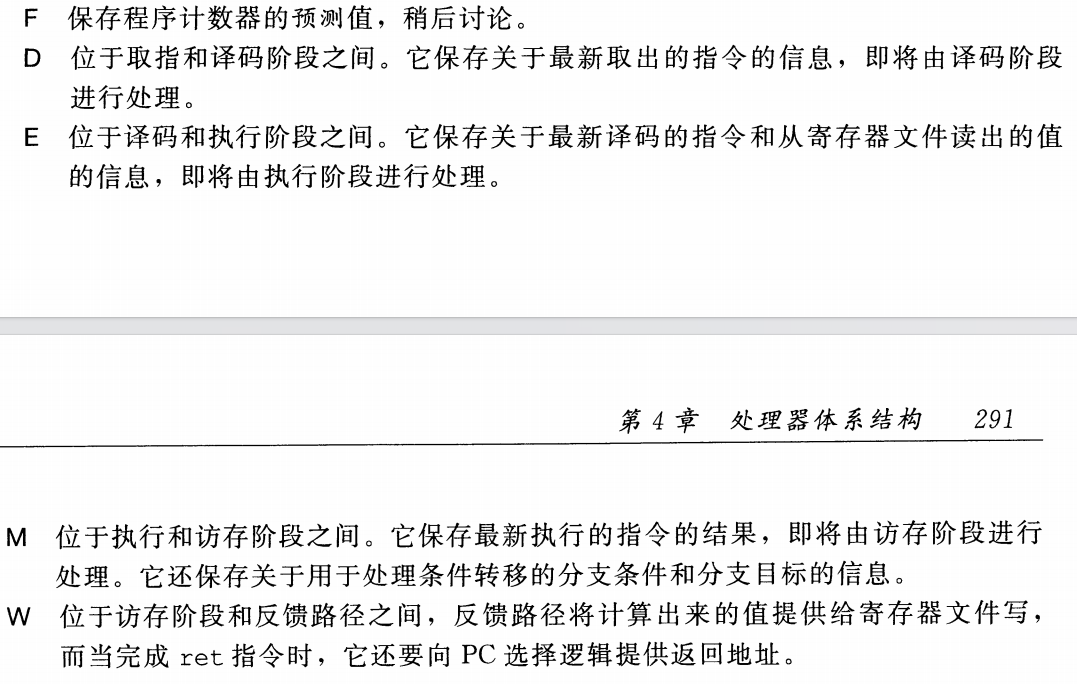 F 保存程序计数器的预测值，稍后讨论。
D 位于取指和译码阶段之间。它保存关于最新取出的指令的信息，即将由译码阶段
进行处理。
E 位于译码和执行阶段之间。它保存关于最新译码的指令和从寄存器文件读出的值
的信息，即将由执行阶段进行处理。
第 4 章 处理器体系结构 291
M 位于执行和访存阶段之间。它保存最新执行的指令的结果，即将由访存阶段进行
处理。它还保存关于用于处理条件转移的分支条件和分支目标的信息。
W 位于访存阶段和反馈路径之间，反馈路径将计算出来的值提供给寄存器文件写，
而当完成 ret 指令时，它还要向 PC 选择逻辑提供返回地址。